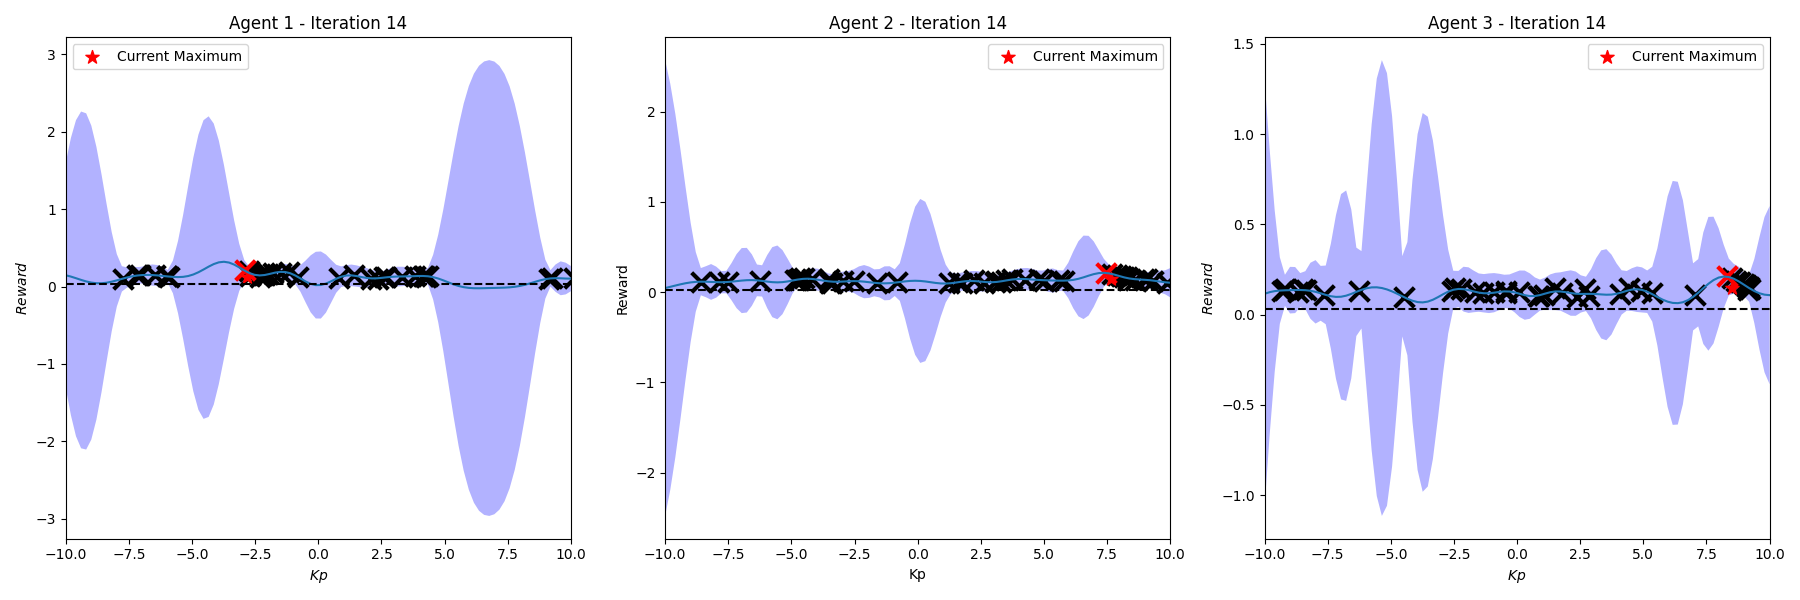 Agent 1 - Iteration 14
Current Maximum
3
2
1
0
−1
−2
−3
Reward
−10.0 −7.5 −5.0 −2.5 0.0 2.5 5.0 7.5 10.0
Kp
Agent 2 - Iteration 14
Current Maximum
2
1
0
−1
−2
Reward
−10.0 −7.5 −5.0 −2.5 0.0 2.5 5.0 7.5 10.0
Kp
Agent 3 - Iteration 14
Current Maximum
1.5
1.0
0.5
0.0
−0.5
−1.0
Reward
−10.0 −7.5 −5.0 −2.5 0.0 2.5 5.0 7.5 10.0
Kp